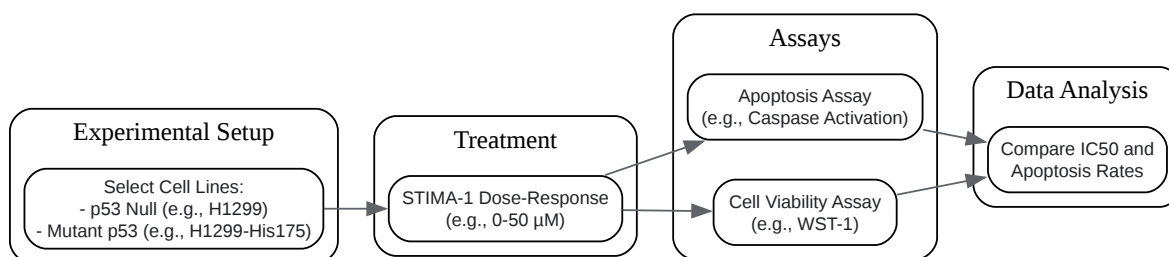 Experimental Setup
Select Cell Lines:
- p53 Null (e.g., H1299)
- Mutant p53 (e.g., H1299-His175)
Treatment
STIMA-1 Dose-Response
(e.g., 0-50 µM)
Assays
Apoptosis Assay
(e.g., Caspase Activation)
Cell Viability Assay
(e.g., WST-1)
Data Analysis
Compare IC50 and
Apoptosis Rates